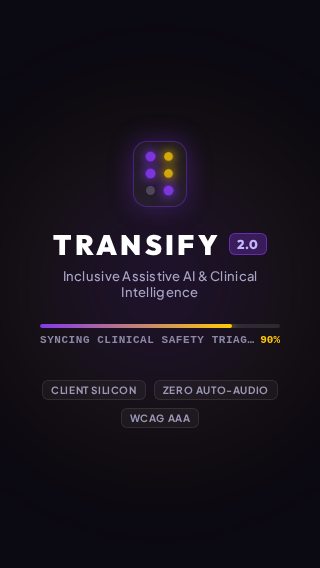 TRANSIFY 2.0
Inclusive Assistive AI & Clinical
Intelligence
SYNCING CLINICAL SAFETY TRIAG… 90%
CLIENT SILICON ZERO AUTO-AUDIO
WCAG AAA